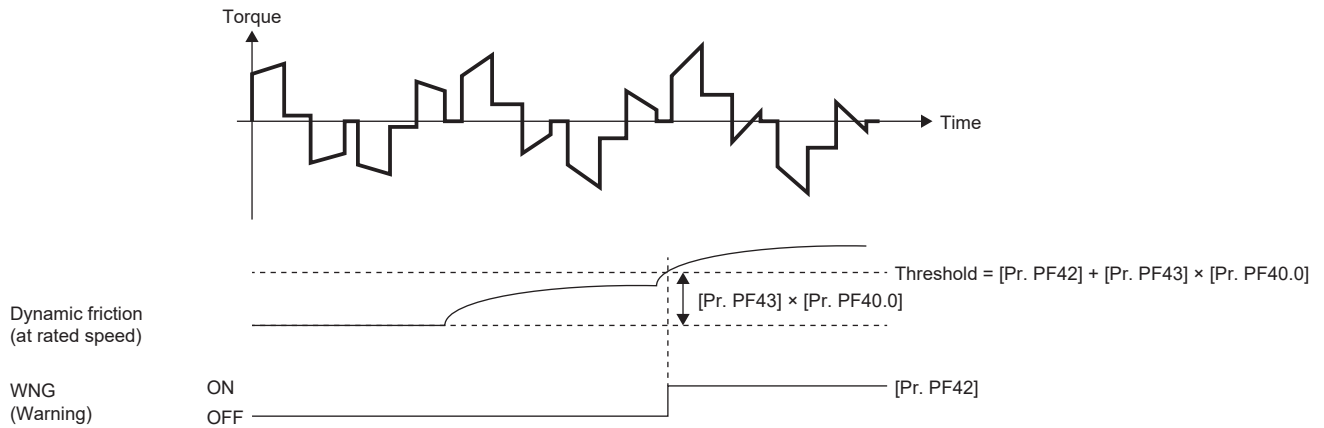 Torque
Time
Threshold = [Pr. PF42] + [Pr. PF43] × [Pr. PF40.0]
[Pr. PF43] × [Pr. PF40.0]
Dynamic friction
(at rated speed)
WNG
(Warning)
ON
OFF
[Pr. PF42]